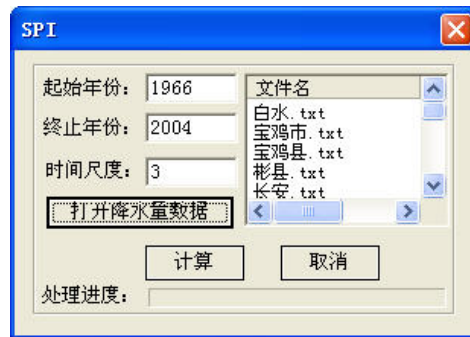 SPI
起始年份： 1966
终止年份： 2004
时间尺度： 3
打开降水量数据
文件名
白水.txt
宝鸡市.txt
宝鸡县.txt
彬县.txt
长安.txt
计算 取消
处理进度：